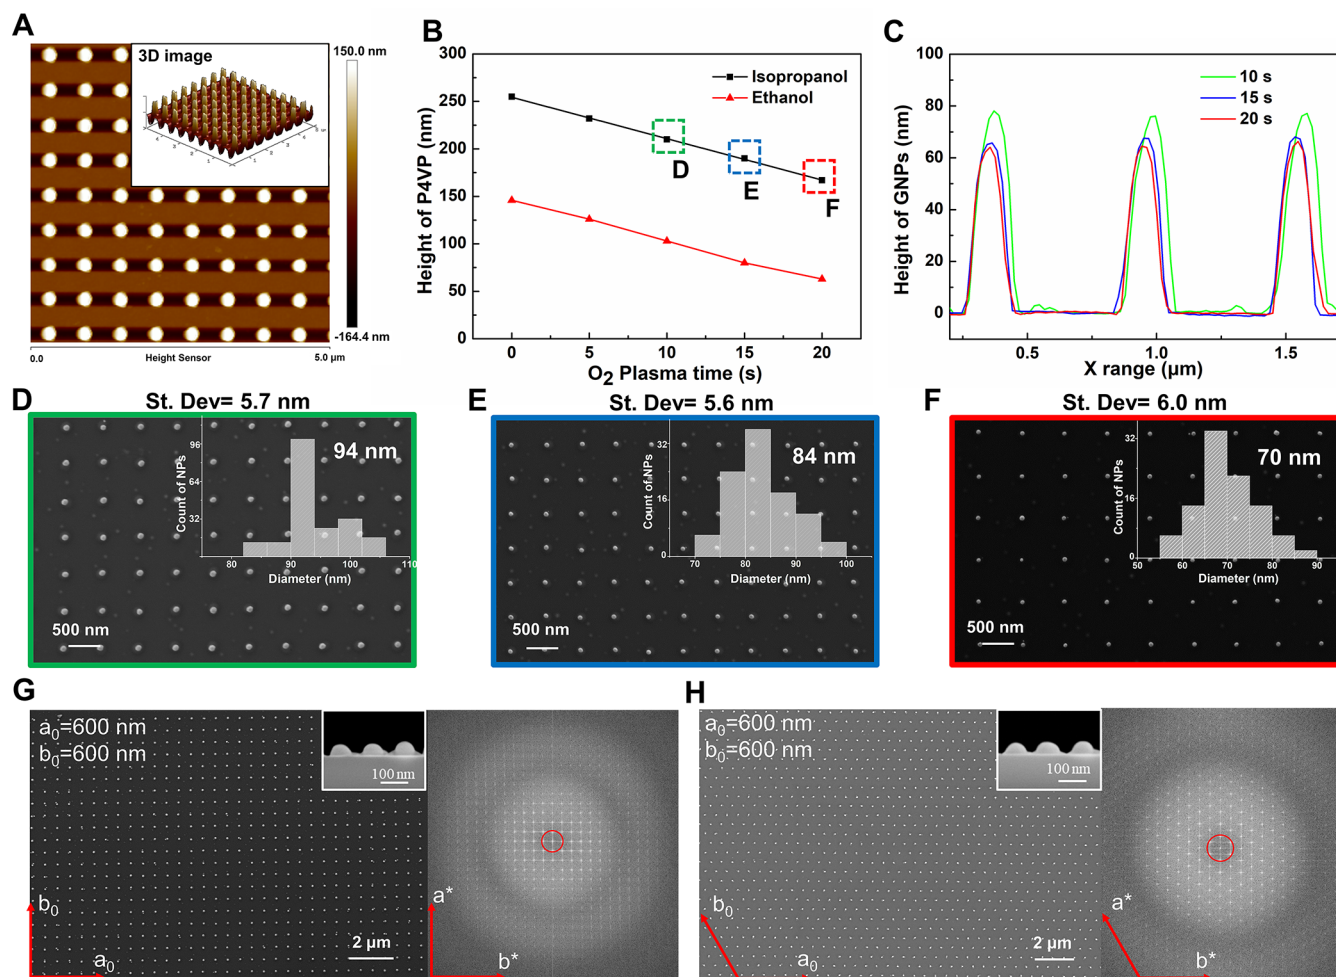 A
3D image
150.0 nm
-164.4 nm
0.0
Height Sensor
5.0 µm
B
Height of P4VP (nm)
300
250
200
150
100
50
0
Isopropanol
Ethanol
D
E
F
0
5
10
15
20
O2 Plasma time (s)
C
Height of GNPs (nm)
100
80
60
40
20
0
10 s
15 s
20 s
0.5
1.0
1.5
X range (µm)
D
St. Dev= 5.7 nm
94 nm
Count of NPs
96
64
32
80
90
100
110
Diameter (nm)
500 nm
E
St. Dev= 5.6 nm
84 nm
Count of NPs
32
16
0
70
80
90
100
Diameter (nm)
500 nm
F
St. Dev= 6.0 nm
70 nm
Count of NPs
32
16
0
50
60
70
80
90
Diameter (nm)
500 nm
G
a0=600 nm
b0=600 nm
100 nm
b0
a0
2 µm
a*
b*
H
a0=600 nm
b0=600 nm
100 nm
b0
a0
2 µm
a*
b*